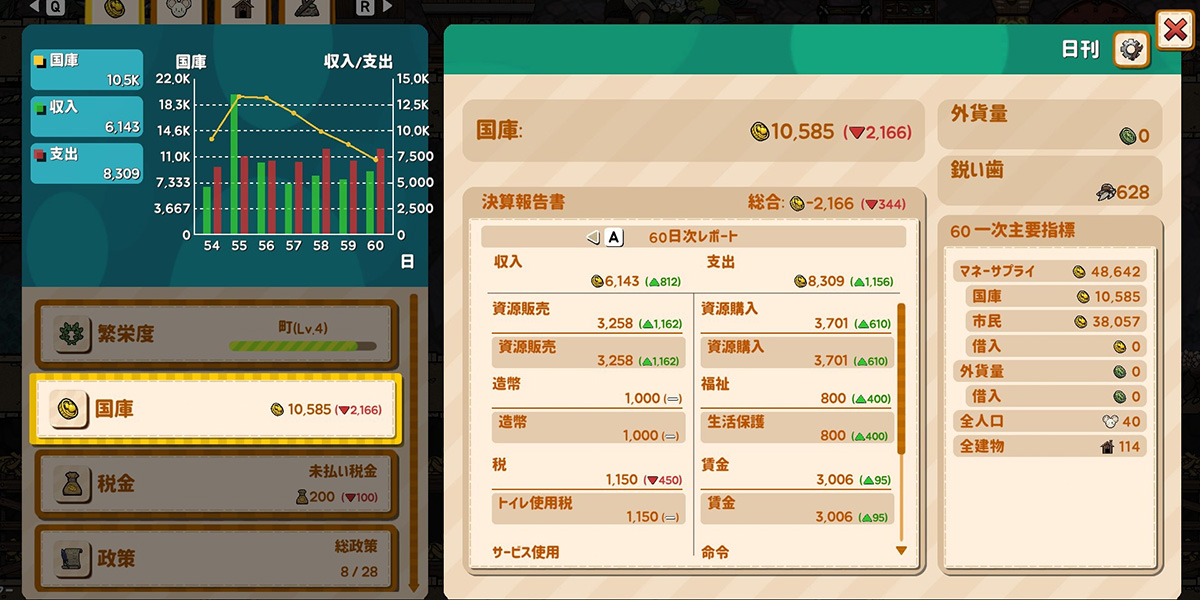 Q
R
国庫
10.5K
収入
6,143
支出
8,309
国庫
収入/支出
22,0K
18,3K
14,6K
11,0K
7,333
3,667
0
15,0K
12,5K
10,0K
7,500
5,000
2,500
0
54 55 56 57 58 59 60
日
繁栄度
町(Lv.4)
国庫
10,585 (▼2,166)
税金
未払い税金
200 (▼100)
政策
総政策
8 / 28
日刊
国庫:
10,585 (▼2,166)
決算報告書
総合: -2,166 (▼344)
A 60日次レポート
収入
6,143 (▲812)
資源販売
3,258 (▲1,162)
資源販売
3,258 (▲1,162)
造幣
1,000 (=)
造幣
1,000 (=)
税
1,150 (▼450)
トイレ使用税
1,150 (=)
サービス使用
支出
8,309 (▲1,156)
資源購入
3,701 (▲610)
資源購入
3,701 (▲610)
福祉
800 (▲400)
生活保護
800 (▲400)
賃金
3,006 (▲95)
賃金
3,006 (▲95)
命令
外貨量
0
鋭い歯
628
60 一次主要指標
マネーサプライ 48,642
国庫 10,585
市民 38,057
借入 0
外貨量 0
借入 0
全人口 40
全建物 114